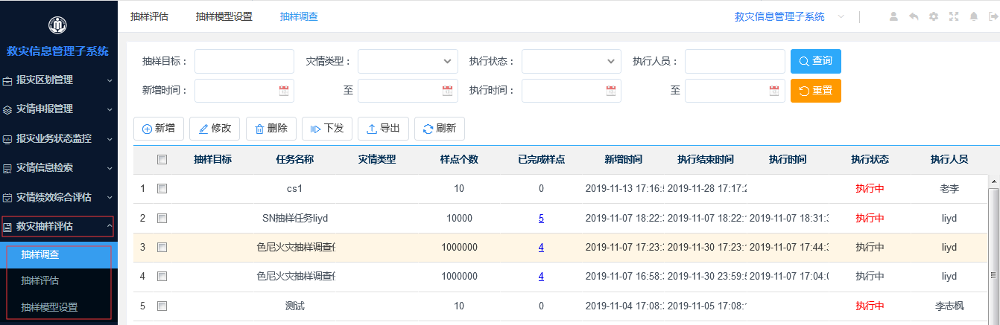 抽样评估 抽样模型设置 抽样调查 救灾信息管理子系统
救灾信息管理子系统
报灾区划管理
灾情申报管理
报灾业务状态监控
灾情信息检索
灾情绩效综合评估
救灾抽样评估
抽样调查
抽样评估
抽样模型设置
抽样目标： 灾情类型： 执行状态： 执行人员： 查询
新增时间： 至 执行时间： 至 重置
新增 修改 删除 下发 导出 刷新
抽样目标 任务名称 灾情类型 样点个数 已完成样点 新增时间 执行结束时间 执行时间 执行状态 执行人员
1 cs1 10 0 2019-11-13 17:16: 2019-11-28 17:17: 执行中 老李
2 SN抽样任务liyd 10000 5 2019-11-07 18:22: 2019-11-07 18:22: 2019-11-07 18:31: 执行中 liyd
3 色尼火灾抽样调查 1000000 4 2019-11-07 17:23: 2019-11-30 17:23: 2019-11-07 17:44: 执行中 liyd
4 色尼火灾抽样调查 1000000 4 2019-11-07 16:58: 2019-11-30 23:59: 2019-11-07 17:04: 执行中 liyd
5 测试 10 0 2019-11-04 17:08: 2019-11-05 17:08: 执行中 李志枫